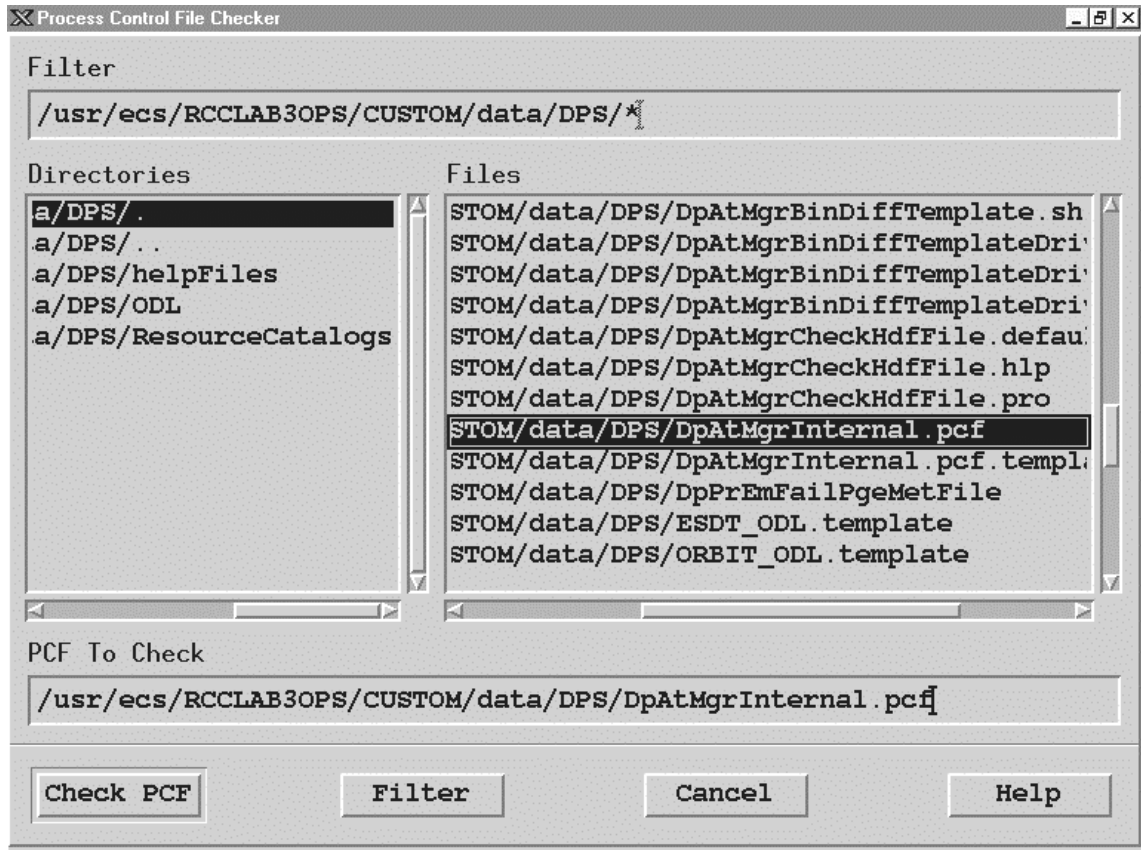 Process Control File Checker
Filter
/usr/ecs/RCCLAB3OPS/CUSTOM/data/DPS/*
Directories
a/DPS/.
.a/DPS/..
.a/DPS/helpFiles
.a/DPS/ODL
.a/DPS/ResourceCatalogs
Files
STOM/data/DPS/DpAtMgrBinDiffTemplate.sh
STOM/data/DPS/DpAtMgrBinDiffTemplateDri
STOM/data/DPS/DpAtMgrBinDiffTemplateDri
STOM/data/DPS/DpAtMgrBinDiffTemplateDri
STOM/data/DPS/DpAtMgrCheckHdfFile.defau
STOM/data/DPS/DpAtMgrCheckHdfFile.hlp
STOM/data/DPS/DpAtMgrCheckHdfFile.pro
STOM/data/DPS/DpAtMgrInternal.pcf
STOM/data/DPS/DpAtMgrInternal.pcf.templ
STOM/data/DPS/DpPrEmFailPgeMetFile
STOM/data/DPS/ESDT_ODL.template
STOM/data/DPS/ORBIT_ODL.template
PCF To Check
/usr/ecs/RCCLAB3OPS/CUSTOM/data/DPS/DpAtMgrInternal.pcf
Check PCF
Filter
Cancel
Help